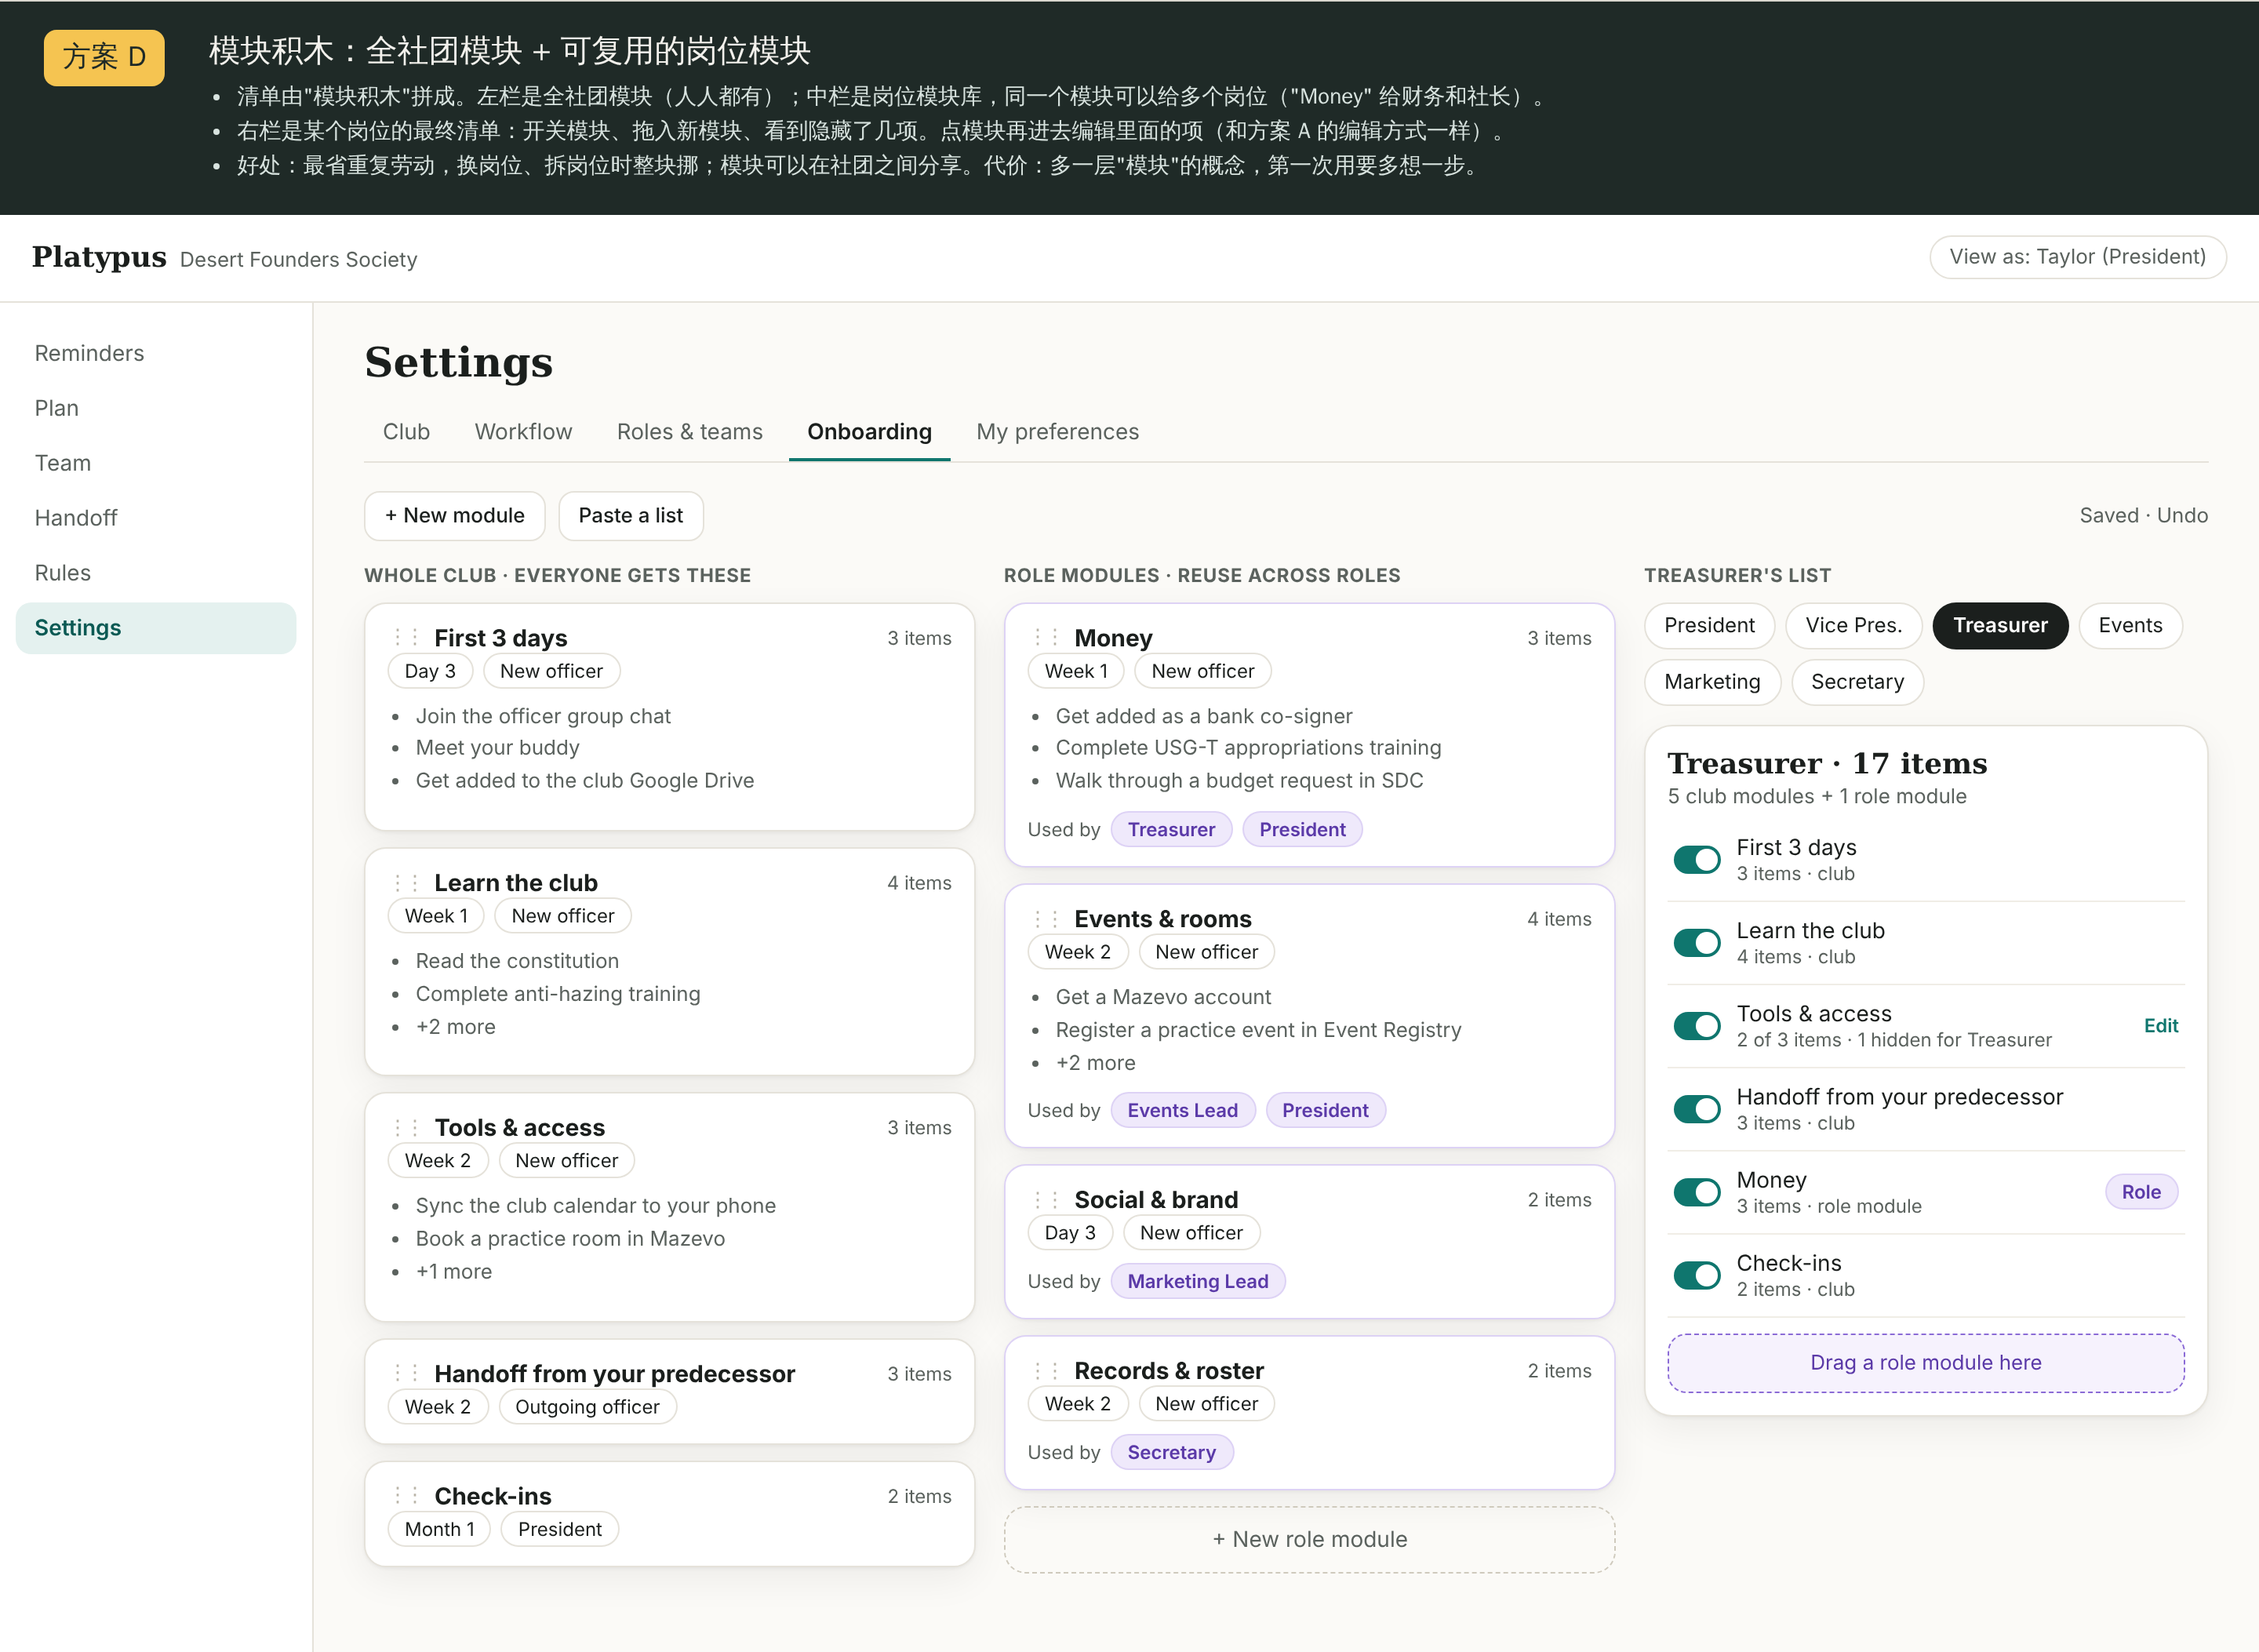 方案 D
模块积木：全社团模块 + 可复用的岗位模块
• 清单由"模块积木"拼成。左栏是全社团模块（人人都有）；中栏是岗位模块库，同一个模块可以给多个岗位（"Money" 给财务和社长）。
• 右栏是某个岗位的最终清单：开关模块、拖入新模块、看到隐藏了几项。点模块再进去编辑里面的项（和方案 A 的编辑方式一样）。
• 好处：最省重复劳动，换岗位、拆岗位时整块挪；模块可以在社团之间分享。代价：多一层"模块"的概念，第一次用要多想一步。
Platypus Desert Founders Society
View as: Taylor (President)
Reminders
Plan
Team
Handoff
Rules
Settings
Settings
Club Workflow Roles & teams Onboarding My preferences
+ New module Paste a list
Saved · Undo
WHOLE CLUB · EVERYONE GETS THESE
First 3 days 3 items
Day 3 New officer
• Join the officer group chat
• Meet your buddy
• Get added to the club Google Drive
Learn the club 4 items
Week 1 New officer
• Read the constitution
• Complete anti-hazing training
• +2 more
Tools & access 3 items
Week 2 New officer
• Sync the club calendar to your phone
• Book a practice room in Mazevo
• +1 more
Handoff from your predecessor 3 items
Week 2 Outgoing officer
Check-ins 2 items
Month 1 President
ROLE MODULES · REUSE ACROSS ROLES
Money 3 items
Week 1 New officer
• Get added as a bank co-signer
• Complete USG-T appropriations training
• Walk through a budget request in SDC
Used by Treasurer President
Events & rooms 4 items
Week 2 New officer
• Get a Mazevo account
• Register a practice event in Event Registry
• +2 more
Used by Events Lead President
Social & brand 2 items
Day 3 New officer
Used by Marketing Lead
Records & roster 2 items
Week 2 New officer
Used by Secretary
+ New role module
TREASURER'S LIST
President Vice Pres. Treasurer Events
Marketing Secretary
Treasurer · 17 items
5 club modules + 1 role module
First 3 days
3 items · club
Learn the club
4 items · club
Tools & access
2 of 3 items · 1 hidden for Treasurer
Edit
Handoff from your predecessor
3 items · club
Money
3 items · role module
Role
Check-ins
2 items · club
Drag a role module here